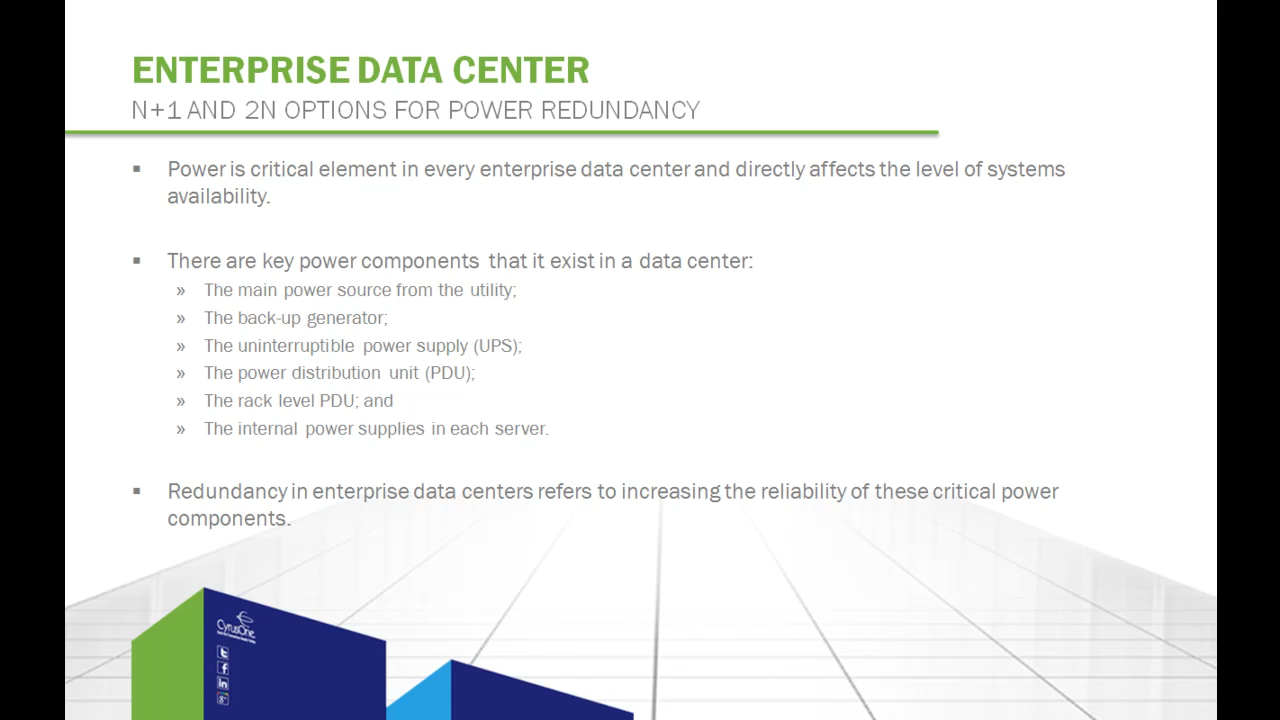 ENTERPRISE DATA CENTER
N+1 AND 2N OPTIONS FOR POWER REDUNDANCY
▪ Power is critical element in every enterprise data center and directly affects the level of systems
availability.
▪ There are key power components that it exist in a data center:
» The main power source from the utility;
» The back-up generator;
» The uninterruptible power supply (UPS);
» The power distribution unit (PDU);
» The rack level PDU; and
» The internal power supplies in each server.
▪ Redundancy in enterprise data centers refers to increasing the reliability of these critical power
components.
CyrusOne